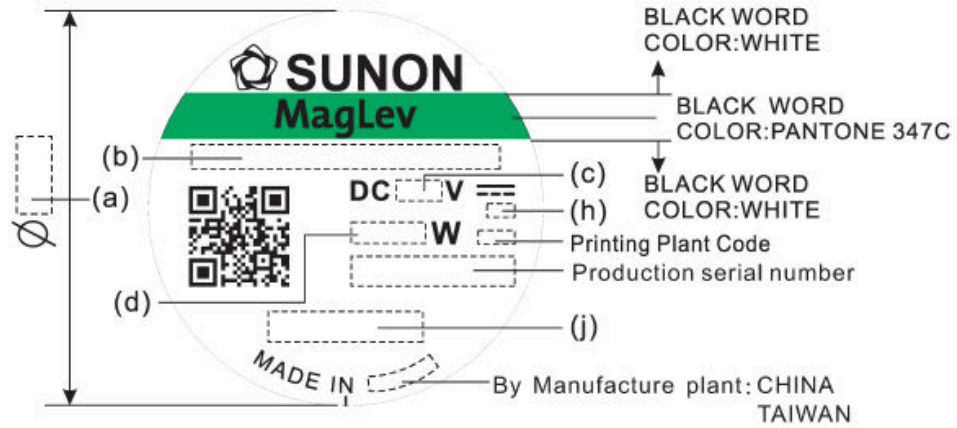 BLACK WORD
COLOR:WHITE
SUNON
MagLev
BLACK WORD
COLOR:PANTONE 347C
(b)
(a)
Ø
DC V
(c)
BLACK WORD
COLOR:WHITE
(h)
W
Printing Plant Code
Production serial number
(d)
(j)
MADE IN
By Manufacture plant: CHINA
TAIWAN